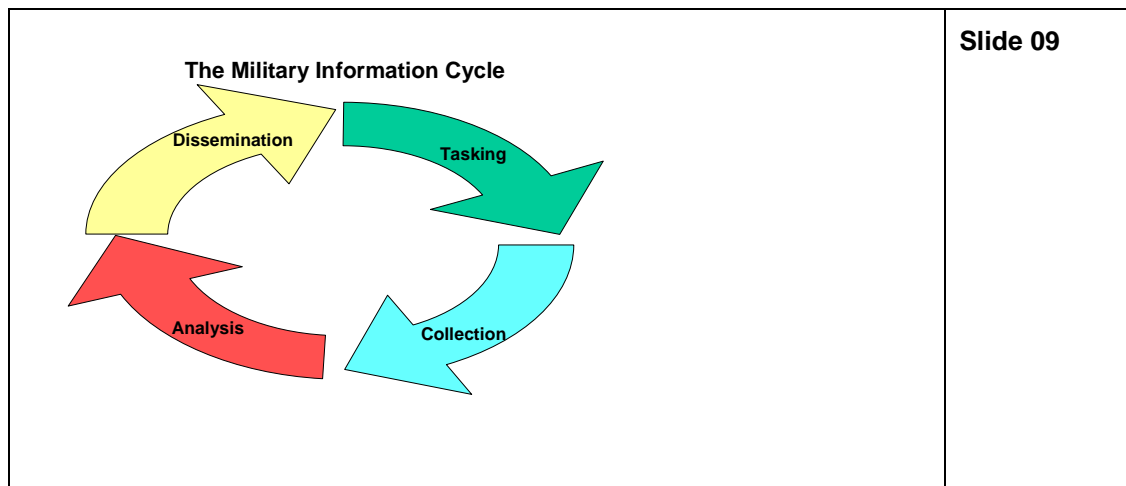 Slide 09
The Military Information Cycle
Dissemination
Tasking
Analysis
Collection